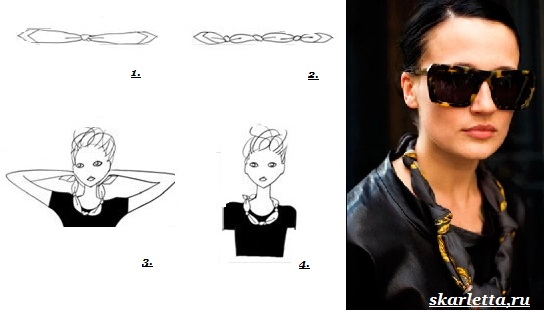 1.
2.
3.
4.
skarletta,ru